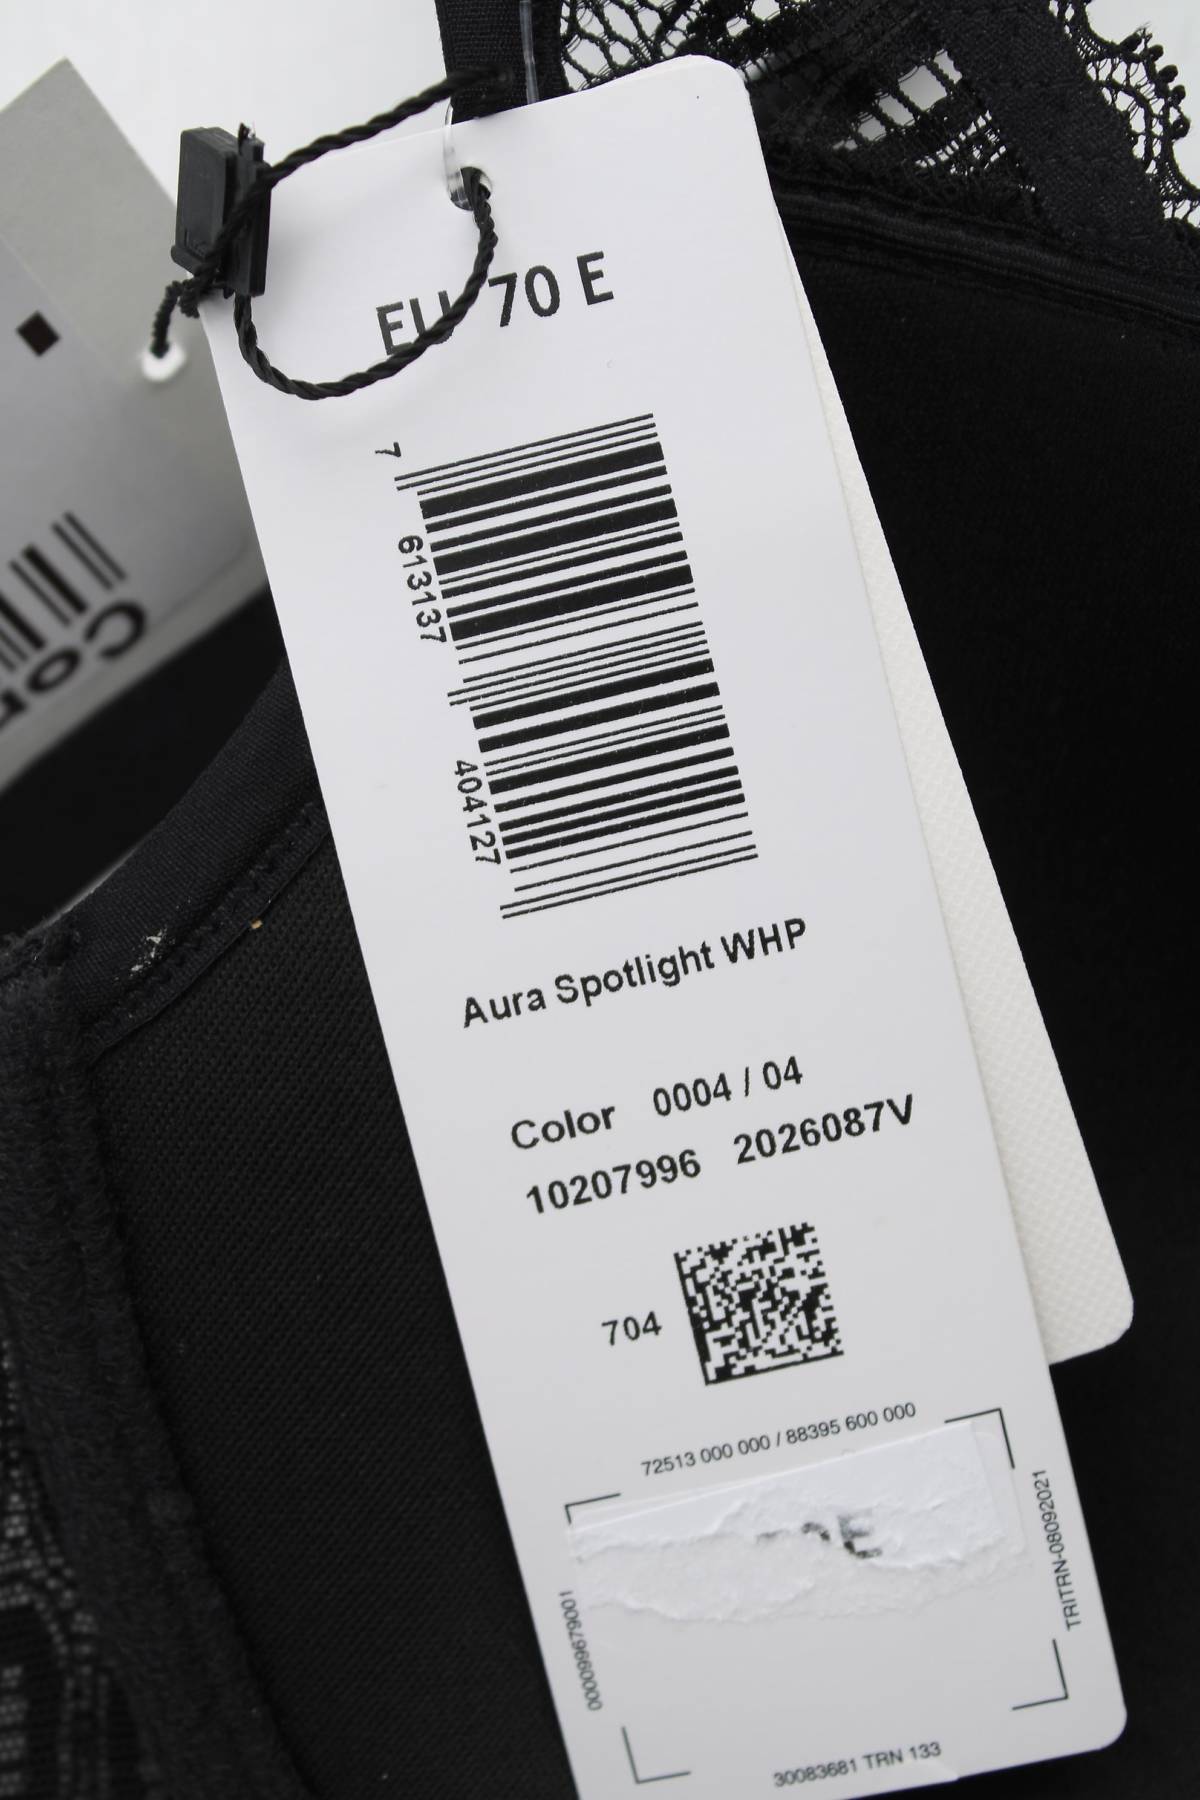 EU 70 E
7 613137 404127
Aura Spotlight WHP
Color 0004 / 04
10207996 2026087V
704
72513 000 000 / 88395 600 000
E
TRITRN-08092021
000099679001
30083681 TRN 133